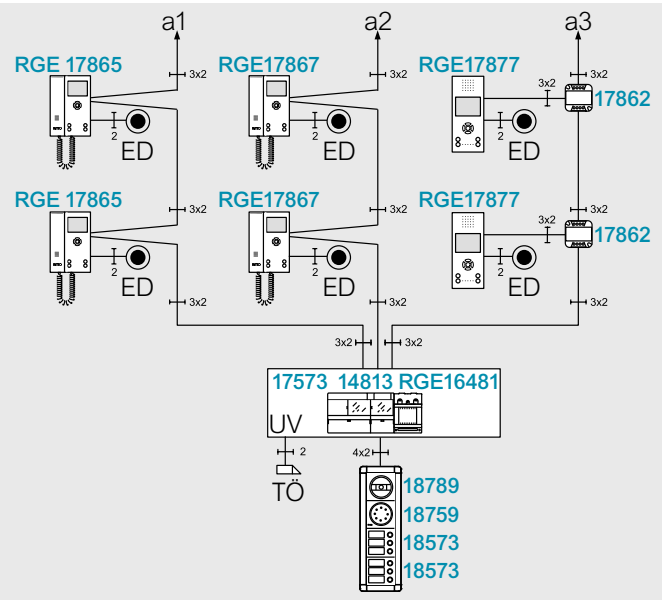 a1 a2 a3
RGE 17865 RGE17867 RGE17877
3x2 3x2 3x2 3x2
17862
2 2 2
ED ED ED
RGE 17865 RGE17867 RGE17877
3x2 3x2 3x2
3x2
17862
2 2 2
ED ED ED
3x2 3x2 3x2
3x2 3x2
17573 14813 RGE16481
UV
2 4x2
TÖ
18789
18759
18573
18573